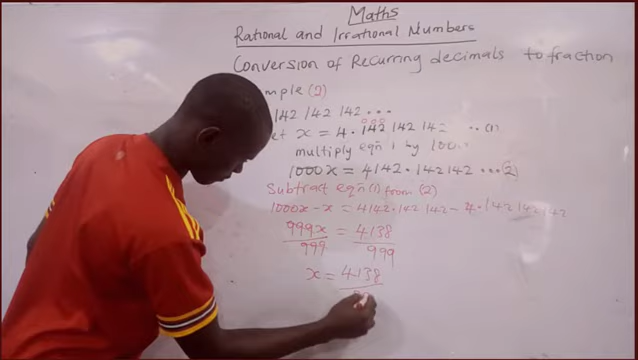 Maths
Rational and Irrational Numbers
Conversion of Recurring decimals to fraction
mple (2)
142 142 142 ...
et x = 4.142 142 142 ...(1)
multiply eqn 1 by 1000
1000x = 4142.142142 ...(2)
Subtract eqn (1) from (2)
1000x - x = 4142.142 142 - 4.142 142 142
999x = 4138
999 999
x = 4138